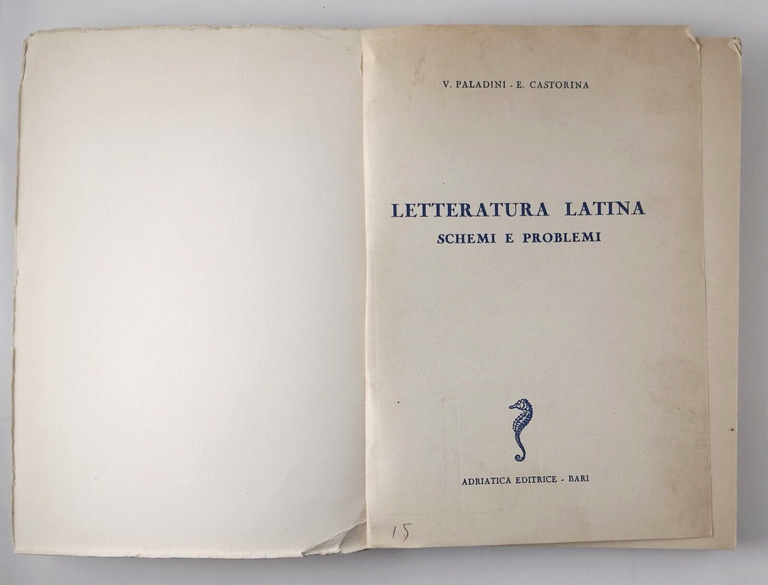 V. PALADINI - E. CASTORINA
LETTERATURA LATINA
SCHEMI E PROBLEMI
ADRIATICA EDITRICE - BARI
15